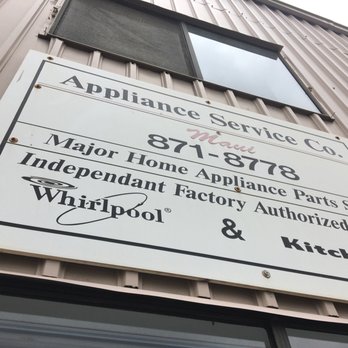 Appliance Service Co.
Maui
871-8778
Major Home Appliance Parts S
Independant Factory Authorized
Whirlpool® & Kitch